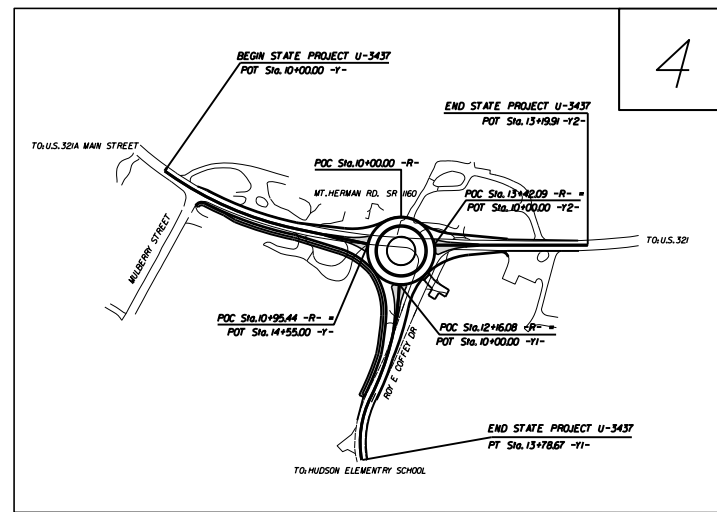 4
BEGIN STATE PROJECT U-3437
POT Sta. 10+00.00 -Y-
END STATE PROJECT U-3437
POT Sta. 13+19.91 -Y2-
TO: U.S. 321A MAIN STREET
POC Sta. 10+00.00 -R-
MT. HERMAN RD. SR 1160
POC Sta. 13+42.09 -R- =
POT Sta. 10+00.00 -Y2-
MULBERRY STREET
TO: U.S. 321
POC Sta. 10+95.44 -R- =
POT Sta. 14+55.00 -Y-
POC Sta. 12+16.08 -R- =
POT Sta. 10+00.00 -Y1-
ROY E COFFEY DR
END STATE PROJECT U-3437
PT Sta. 13+78.67 -Y1-
TO: HUDSON ELEMENTRY SCHOOL